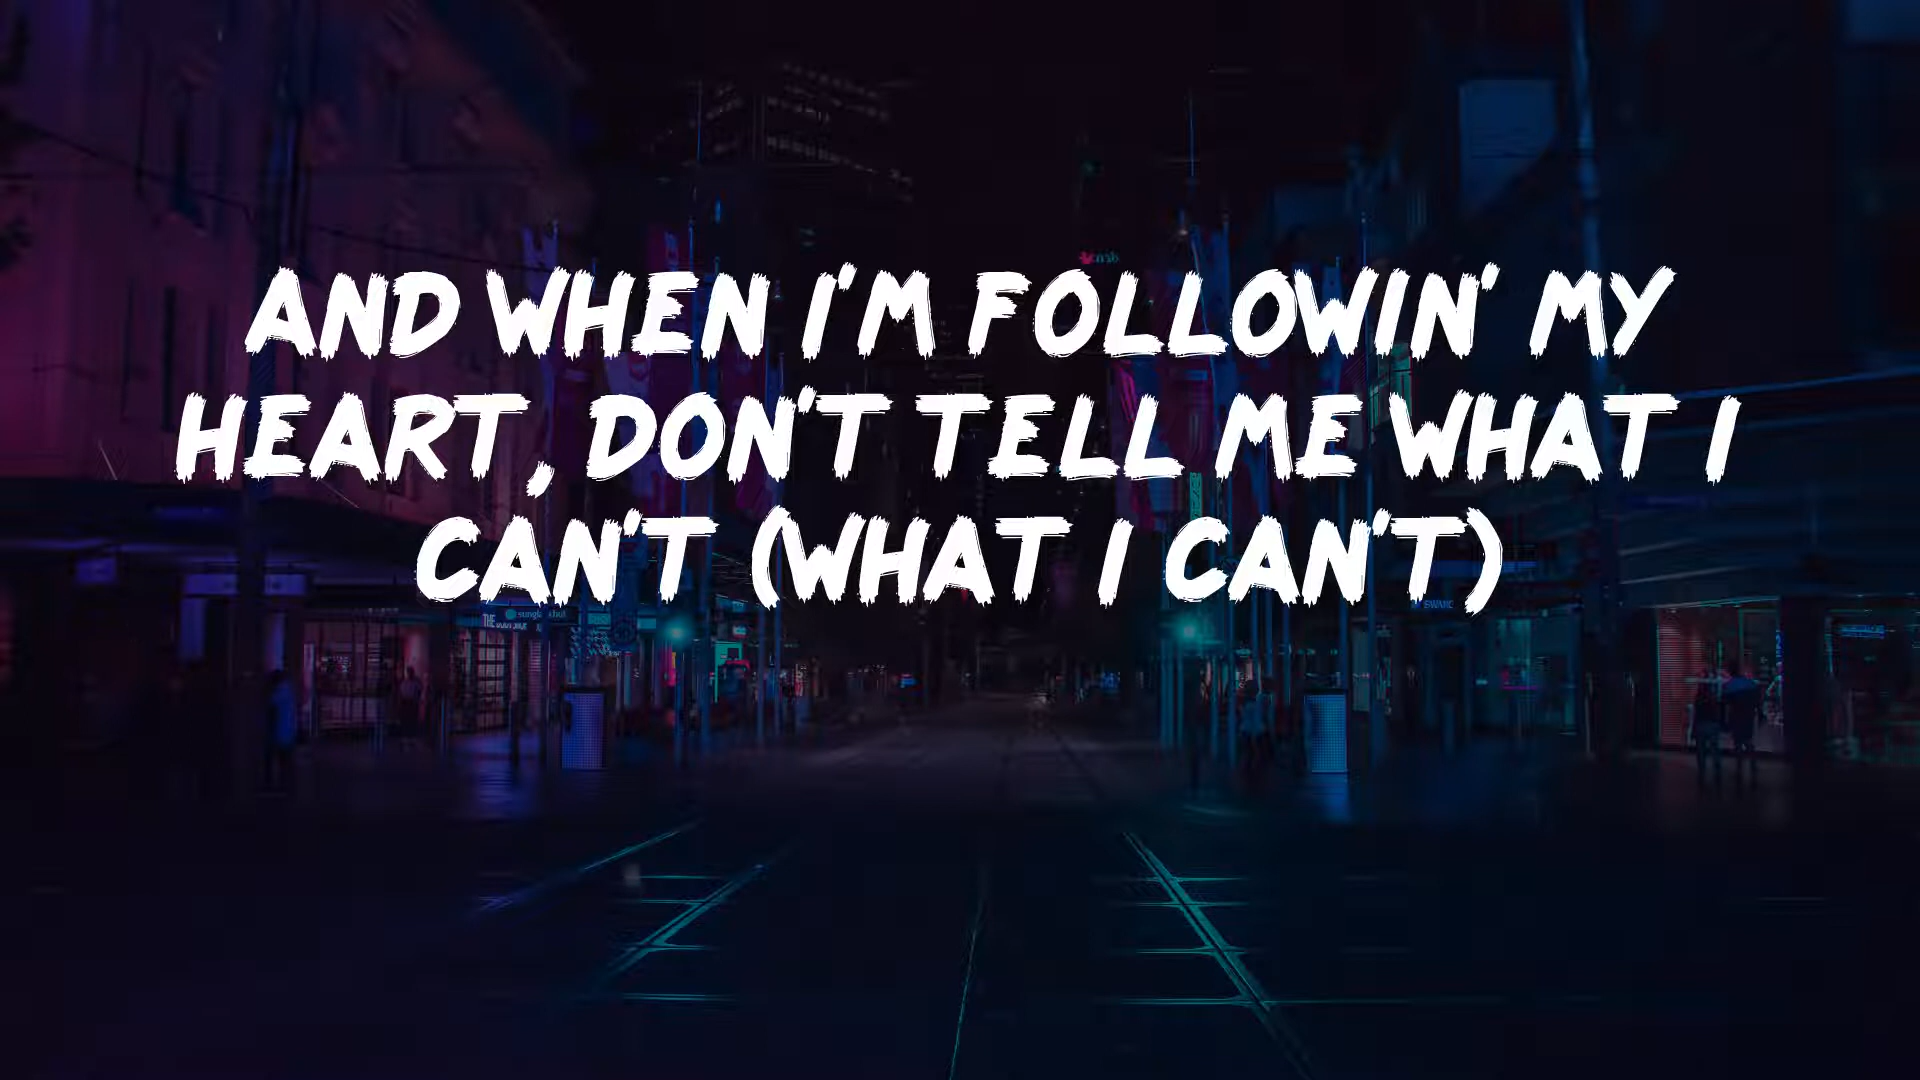 AND WHEN I'M FOLLOWIN' MY
HEART, DON'T TELL ME WHAT I
CAN'T (WHAT I CAN'T)